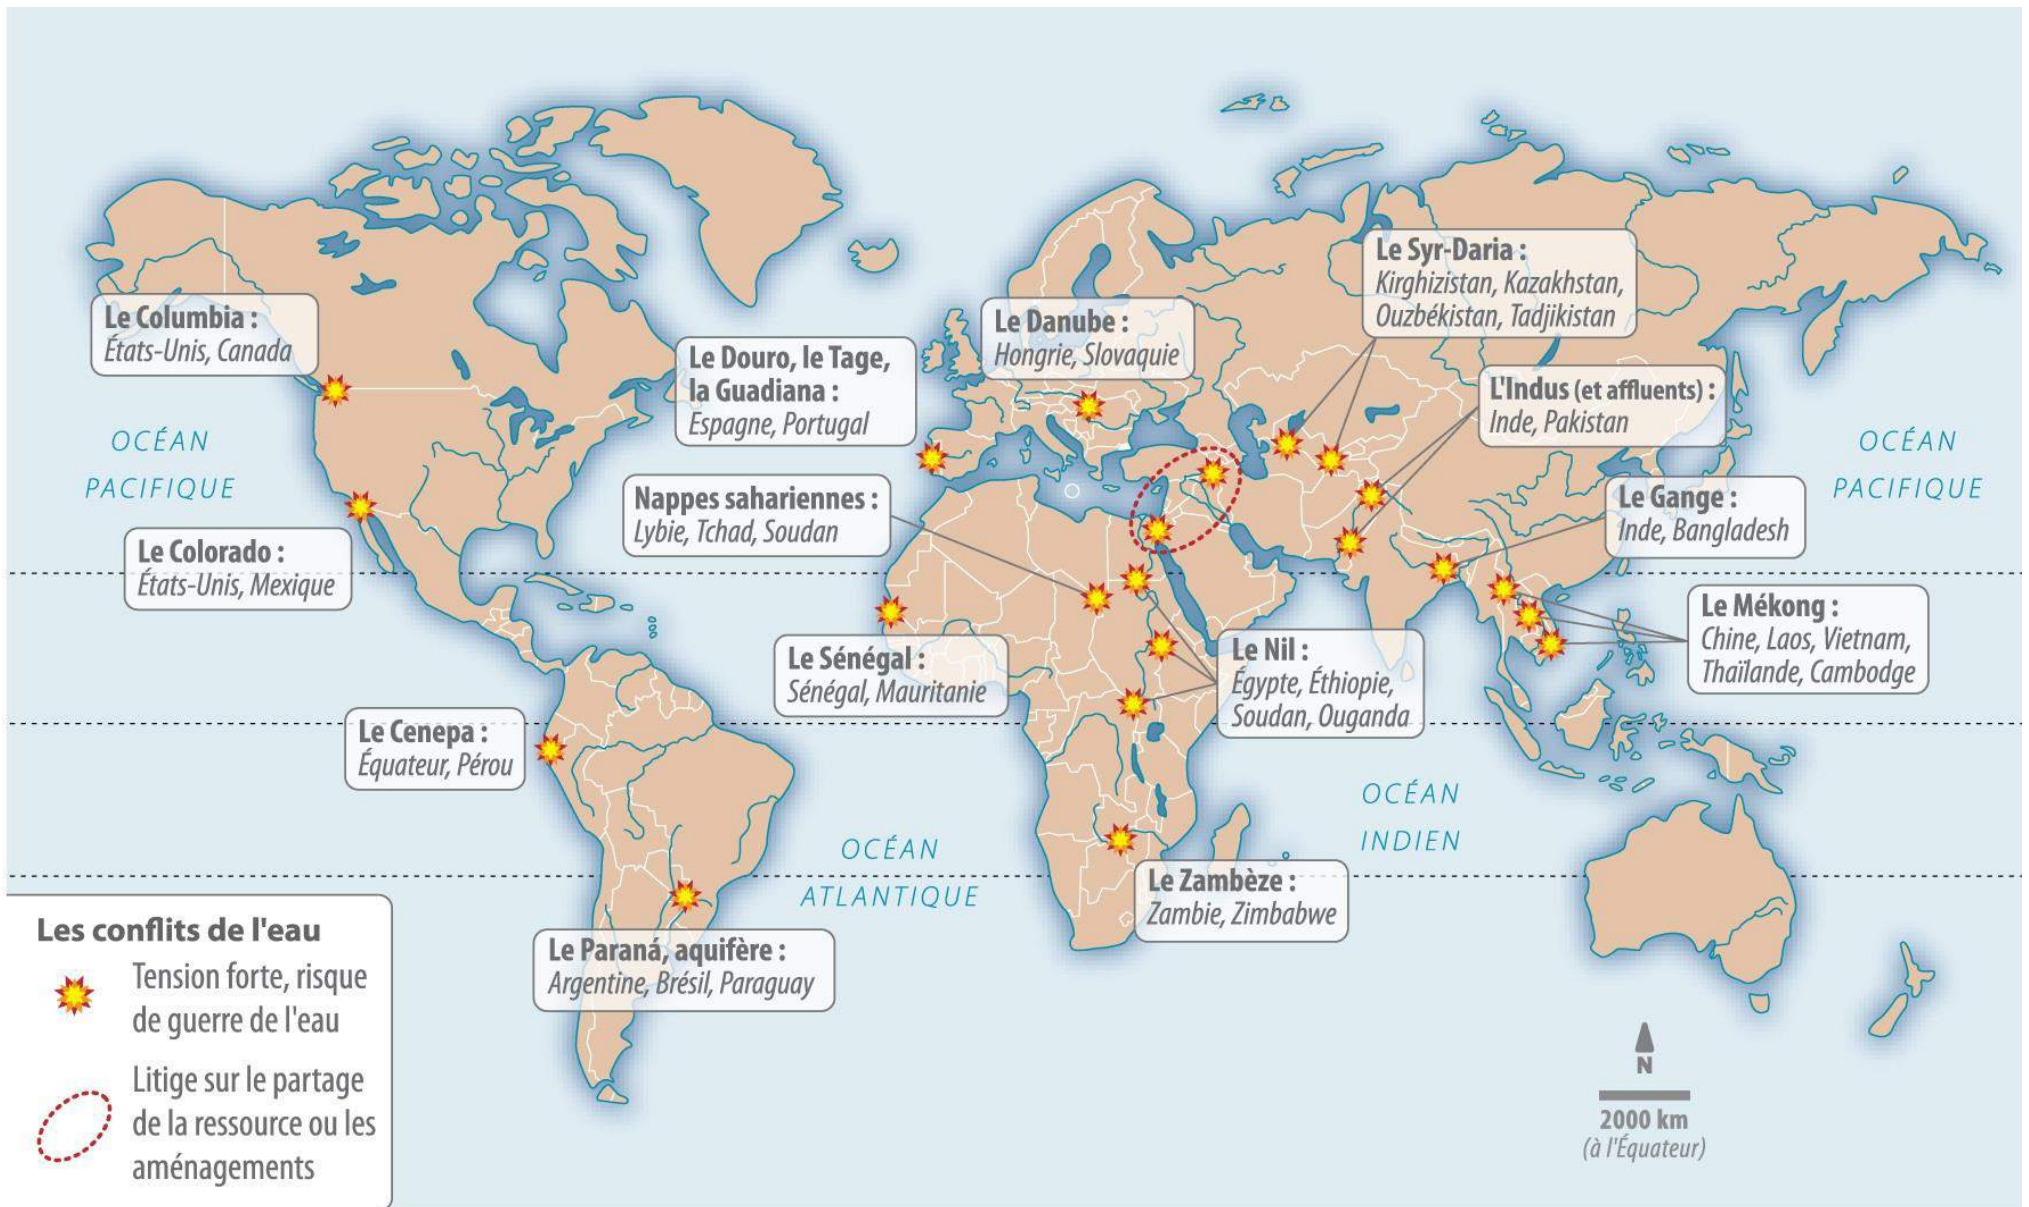 Le Columbia :
États-Unis, Canada
Le Douro, le Tage,
la Guadiana :
Espagne, Portugal
Le Danube :
Hongrie, Slovaquie
Le Syr-Daria :
Kirghizistan, Kazakhstan,
Ouzbékistan, Tadjikistan
L'Indus (et affluents) :
Inde, Pakistan
OCÉAN
PACIFIQUE
OCÉAN
PACIFIQUE
Nappes sahariennes :
Lybie, Tchad, Soudan
Le Gange :
Inde, Bangladesh
Le Colorado :
États-Unis, Mexique
Le Mékong :
Chine, Laos, Vietnam,
Thaïlande, Cambodge
Le Sénégal :
Sénégal, Mauritanie
Le Nil :
Égypte, Éthiopie,
Soudan, Ouganda
Le Cenepa :
Équateur, Pérou
OCÉAN
INDIEN
OCÉAN
ATLANTIQUE
Le Zambèze :
Zambie, Zimbabwe
Le Paraná, aquifère :
Argentine, Brésil, Paraguay
Les conflits de l'eau
Tension forte, risque
de guerre de l'eau
Litige sur le partage
de la ressource ou les
aménagements
N
2000 km
(à l'Équateur)